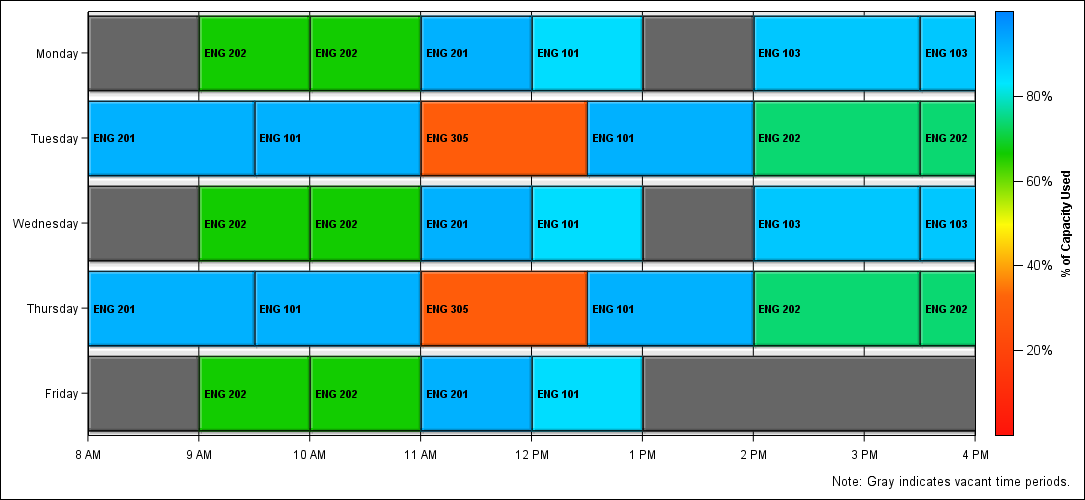 Monday
ENG 202
ENG 202
ENG 201
ENG 101
ENG 103
ENG 103
Tuesday
ENG 201
ENG 101
ENG 305
ENG 101
ENG 202
ENG 202
Wednesday
ENG 202
ENG 202
ENG 201
ENG 101
ENG 103
ENG 103
Thursday
ENG 201
ENG 101
ENG 305
ENG 101
ENG 202
ENG 202
Friday
ENG 202
ENG 202
ENG 201
ENG 101
8 AM
9 AM
10 AM
11 AM
12 PM
1 PM
2 PM
3 PM
4 PM
80%
60%
40%
20%
% of Capacity Used
Note: Gray indicates vacant time periods.